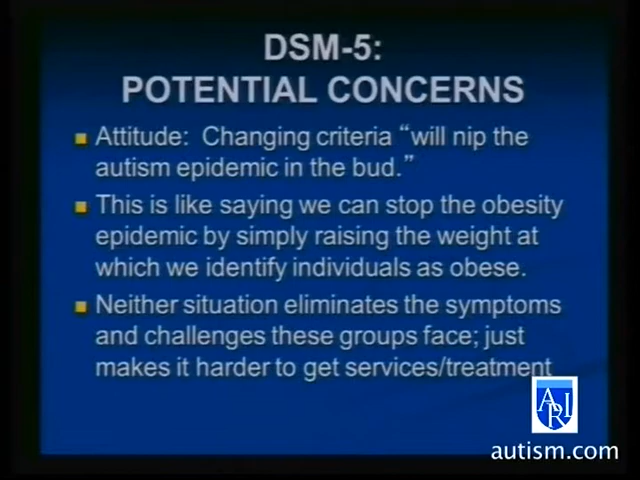 DSM-5:
POTENTIAL CONCERNS
Attitude: Changing criteria “will nip the
autism epidemic in the bud.”
This is like saying we can stop the obesity
epidemic by simply raising the weight at
which we identify individuals as obese.
Neither situation eliminates the symptoms
and challenges these groups face; just
makes it harder to get services/treatment
ARI
autism.com